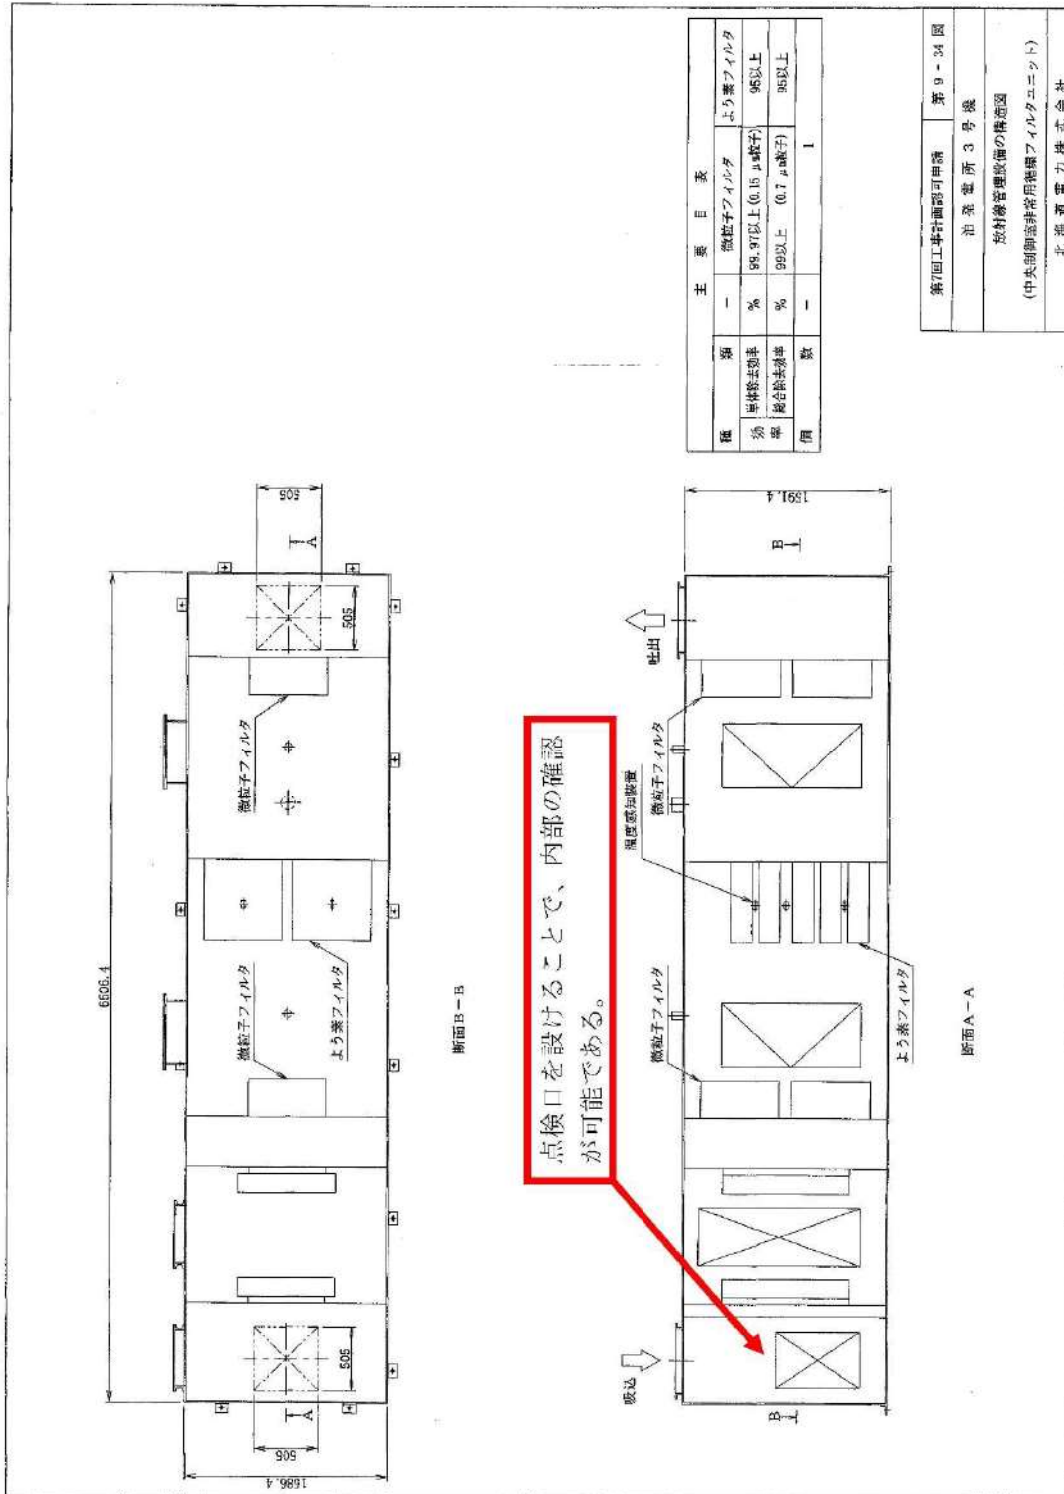 6606.4
1586.4
505
505
505
505
A
A
微粒子フィルタ
よう素フィルタ
微粒子フィルタ
断面B-B
点検口を設けることで、内部の確認
が可能である。
吸込
吐出
微粒子フィルタ
温度感知装置
微粒子フィルタ
よう素フィルタ
1591.4
B
B
断面A-A
主要目表
種類 − 微粒子フィルタ よう素フィルタ
効率 単体除去効率 % 99.97以上(0.15 μm粒子) 95以上
総合除去効率 % 99以上 (0.7 μm粒子) 95以上
個数 − 1
第7回工事計画認可申請 第9-34図
泊発電所3号機
放射線管理設備の構造図
(中央制御室非常用循環フィルタユニット)
北海道電力株式会社